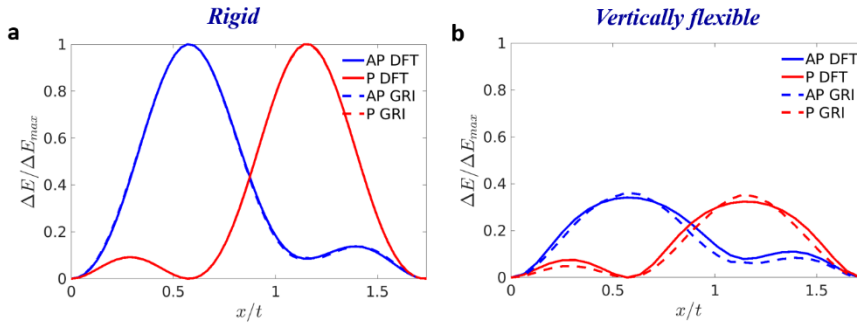 Rigid
Vertically flexible
a
ΔE/ΔE_max
1
0.8
0.6
0.4
0.2
0
0
0.5
1
1.5
x/t
AP DFT
P DFT
AP GRI
P GRI
b
ΔE/ΔE_max
1
0.8
0.6
0.4
0.2
0
0
0.5
1
1.5
x/t
AP DFT
P DFT
AP GRI
P GRI